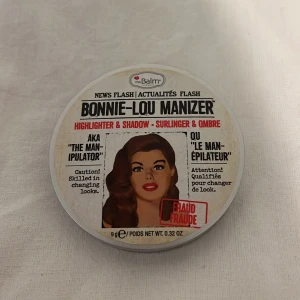 theBalm
NEWS FLASH | ACTUALITÉS FLASH
BONNIE-LOU MANIZER
HIGHLIGHTER & SHADOW - SURLINGER & OMBRE
AKA
"THE MAN-
IPULATOR"
Caution!
Skilled in
changing
looks.
OU
"LE MAN-
ÉPILATEUR"
Attention!
Qualifiés
pour changer
de look.
FRAUD
FRAUDE
9 g e / POIDS NET WT. 0.32 OZ.